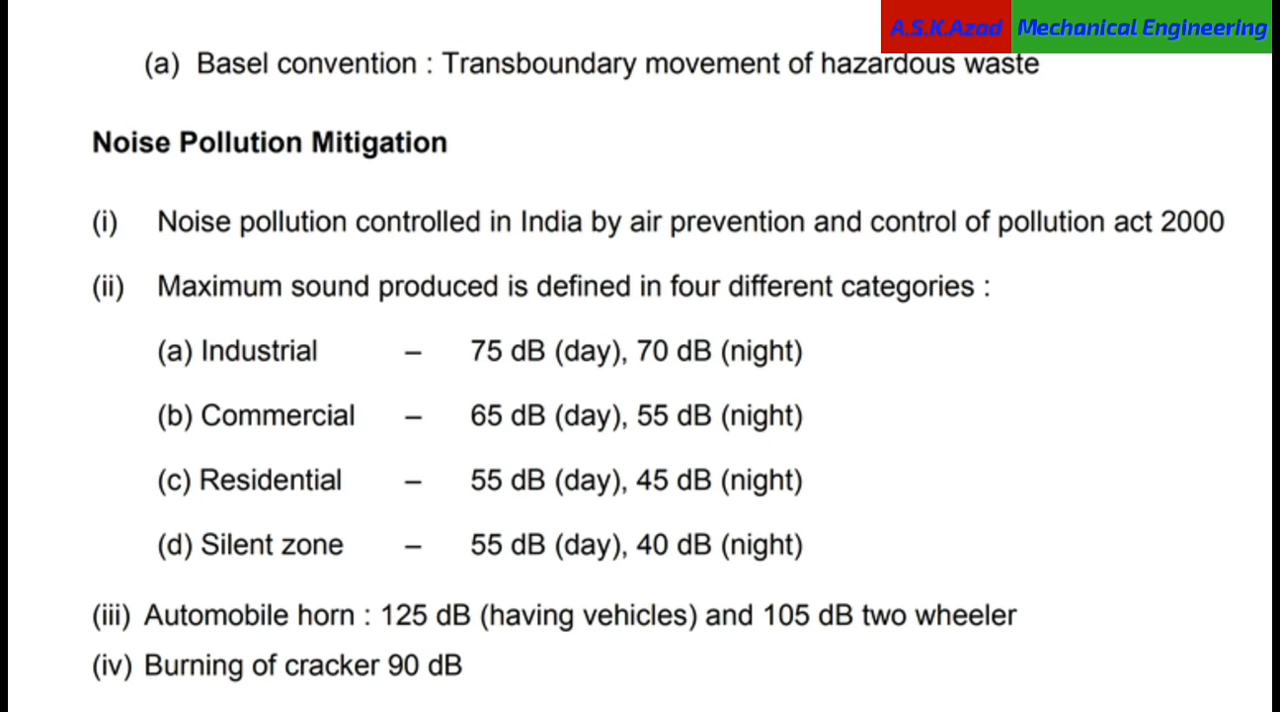 A.S.K.Azad Mechanical Engineering
(a) Basel convention : Transboundary movement of hazardous waste
Noise Pollution Mitigation
(i) Noise pollution controlled in India by air prevention and control of pollution act 2000
(ii) Maximum sound produced is defined in four different categories :
(a) Industrial – 75 dB (day), 70 dB (night)
(b) Commercial – 65 dB (day), 55 dB (night)
(c) Residential – 55 dB (day), 45 dB (night)
(d) Silent zone – 55 dB (day), 40 dB (night)
(iii) Automobile horn : 125 dB (having vehicles) and 105 dB two wheeler
(iv) Burning of cracker 90 dB